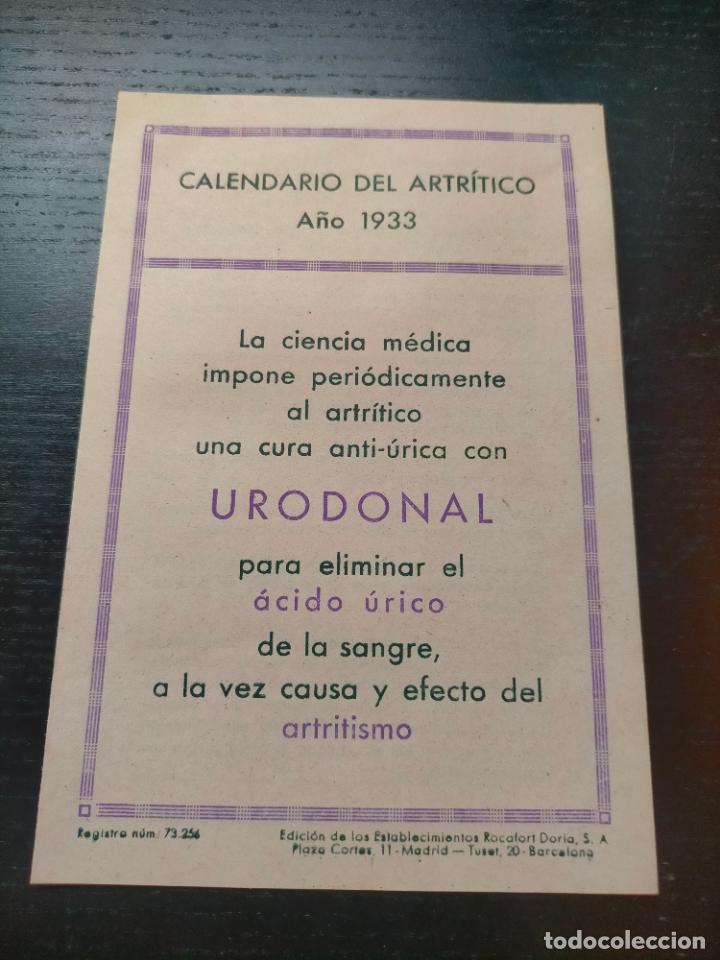 CALENDARIO DEL ARTRÍTICO
Año 1933
La ciencia médica
impone periódicamente
al artrítico
una cura anti-úrica con
URODONAL
para eliminar el
ácido úrico
de la sangre,
a la vez causa y efecto del
artritismo
Registro núm. 73.256
Edición de los Establecimientos Rocafort Doria, S. A
Plaza Cortes, 11 - Madrid — Tuset, 20 - Barcelona
todocoleccion